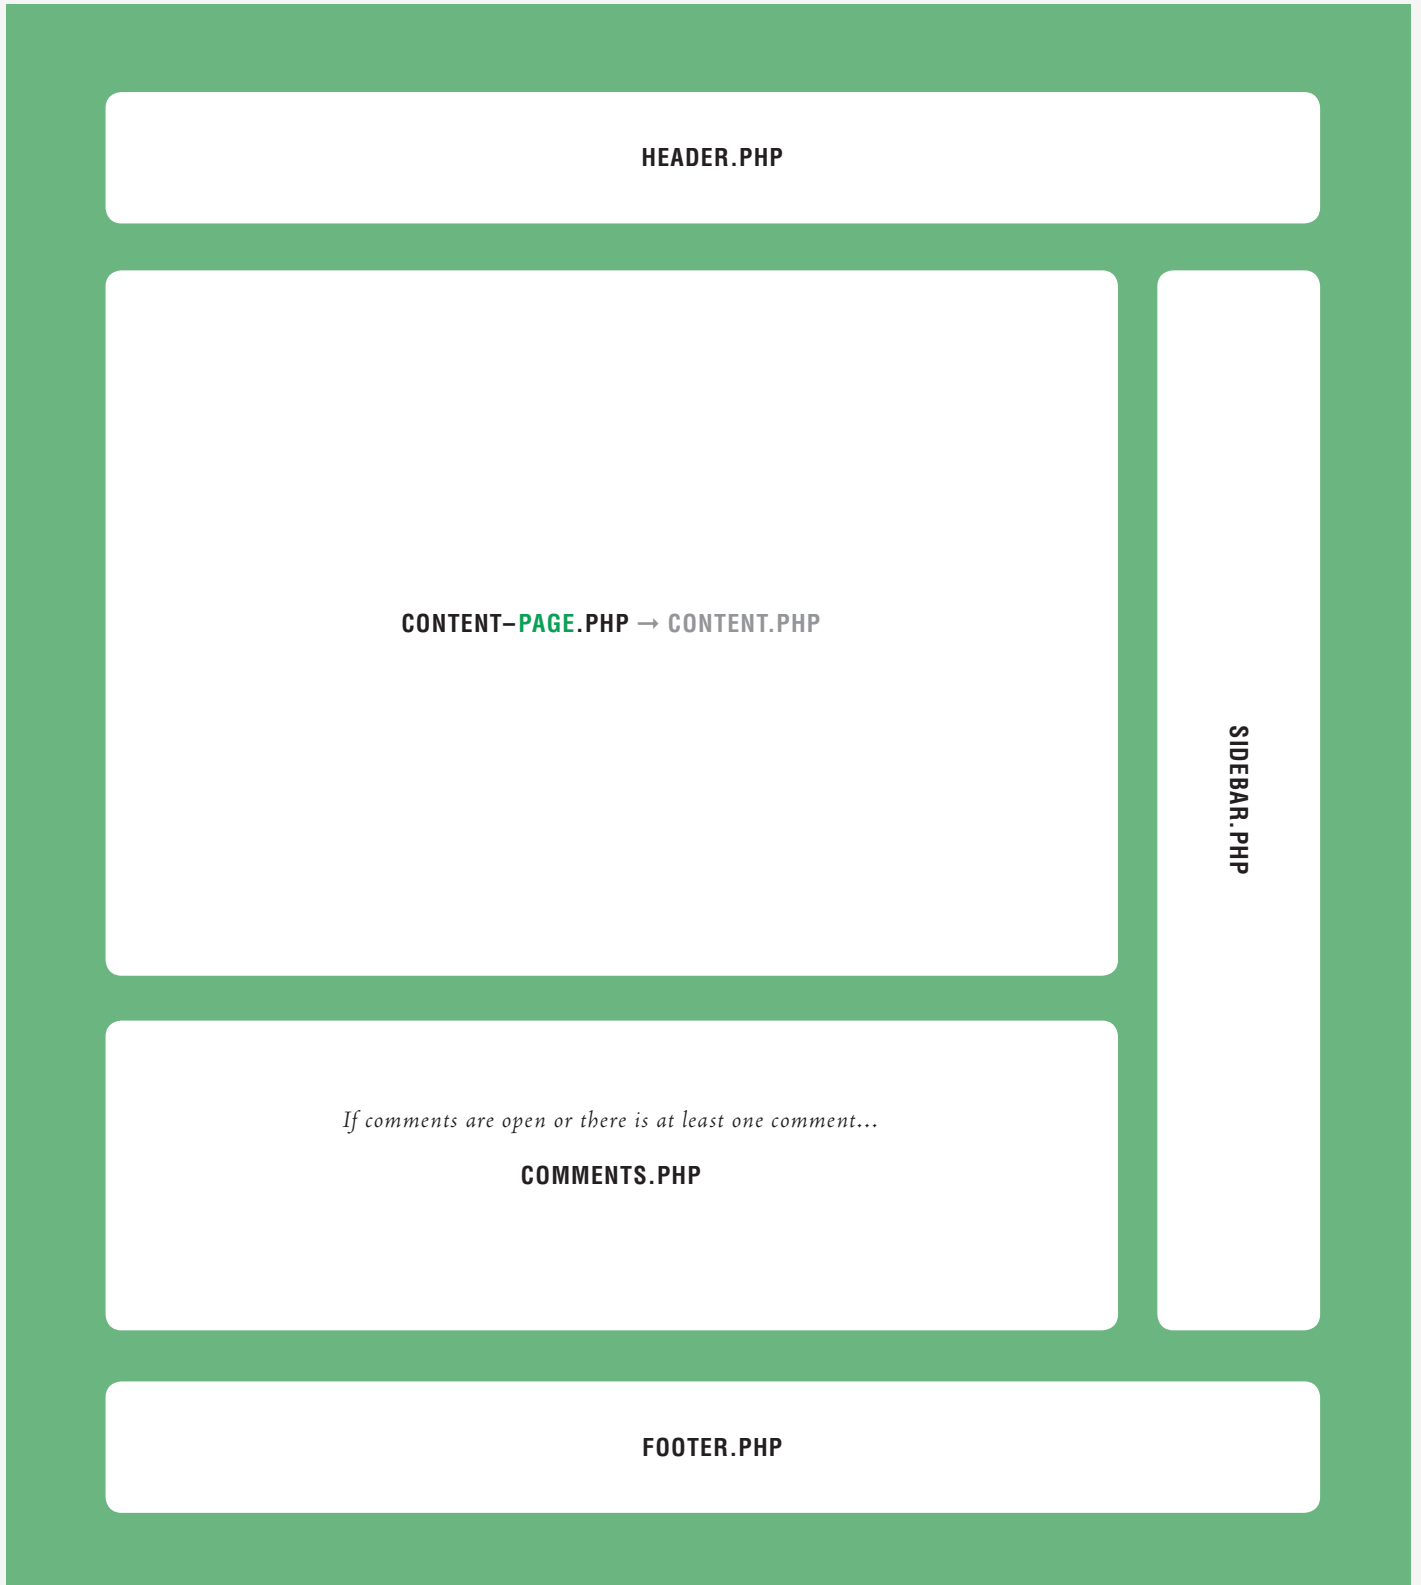 HEADER.PHP
CONTENT–PAGE.PHP → CONTENT.PHP
SIDEBAR.PHP
If comments are open or there is at least one comment...
COMMENTS.PHP
FOOTER.PHP